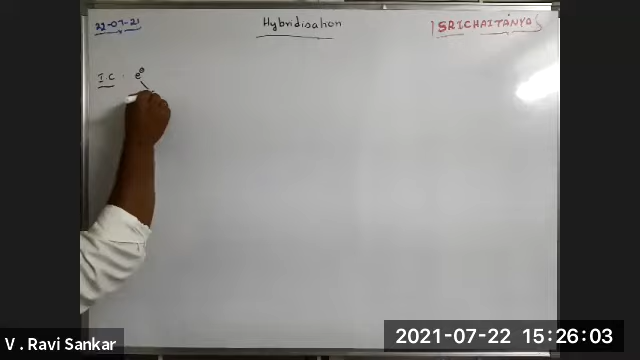 22-07-21
Hybridisation
SRICHAITANYA
I.C : e⊖
V . Ravi Sankar
2021-07-22 15:26:03